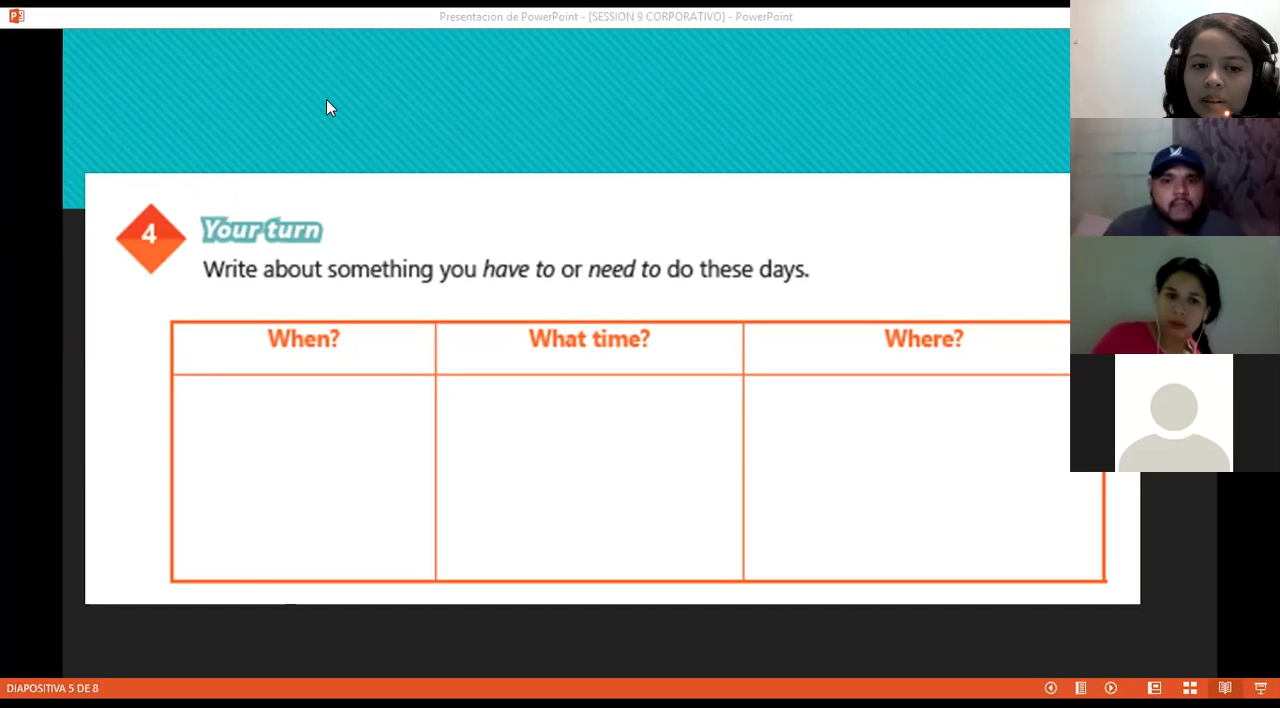 Presentación de PowerPoint - [SESSION 9 CORPORATIVO] - PowerPoint
4
Your turn
Write about something you have to or need to do these days.
When?
What time?
Where?
DIAPOSITIVA 5 DE 8